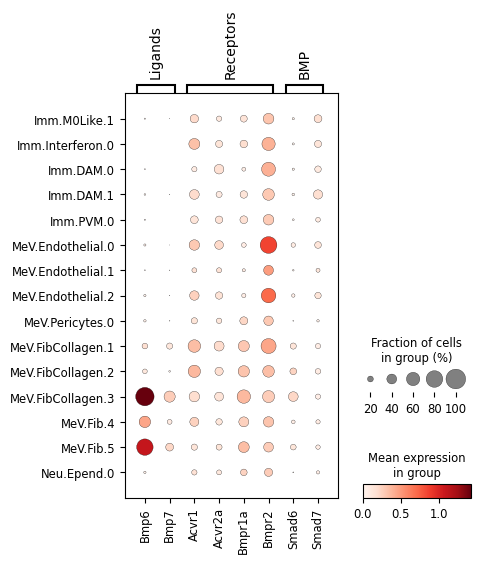 Ligands
Receptors
BMP
Imm.M0Like.1
Imm.Interferon.0
Imm.DAM.0
Imm.DAM.1
Imm.PVM.0
MeV.Endothelial.0
MeV.Endothelial.1
MeV.Endothelial.2
MeV.Pericytes.0
MeV.FibCollagen.1
MeV.FibCollagen.2
MeV.FibCollagen.3
MeV.Fib.4
MeV.Fib.5
Neu.Epend.0
Bmp6
Bmp7
Acvr1
Acvr2a
Bmpr1a
Bmpr2
Smad6
Smad7
Fraction of cells
in group (%)
20 40 60 80 100
Mean expression
in group
0.0 0.5 1.0